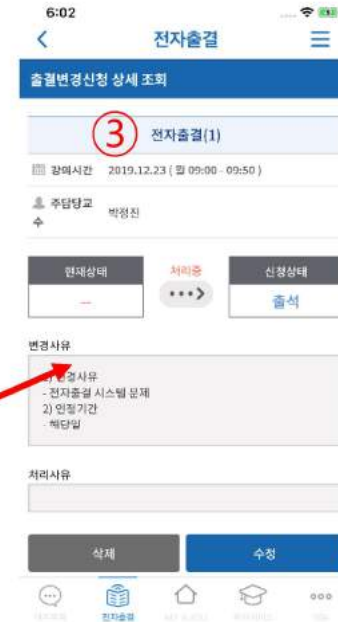 6:02
전자출결
출결변경신청 상세 조회
③ 전자출결(1)
강의시간 2019.12.23 ( 월 09:00 - 09:50 )
주담당교수 박정진
현재상태 처리중 신청상태
출석
변경사유
변경사유
- 전자출결 시스템 문제
2) 인정기간
- 해당일
처리사유
삭제 수정
전자출결